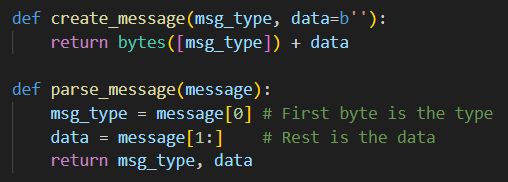 def create_message(msg_type, data=b''):
    return bytes([msg_type]) + data

def parse_message(message):
    msg_type = message[0] # First byte is the type
    data = message[1:]    # Rest is the data
    return msg_type, data